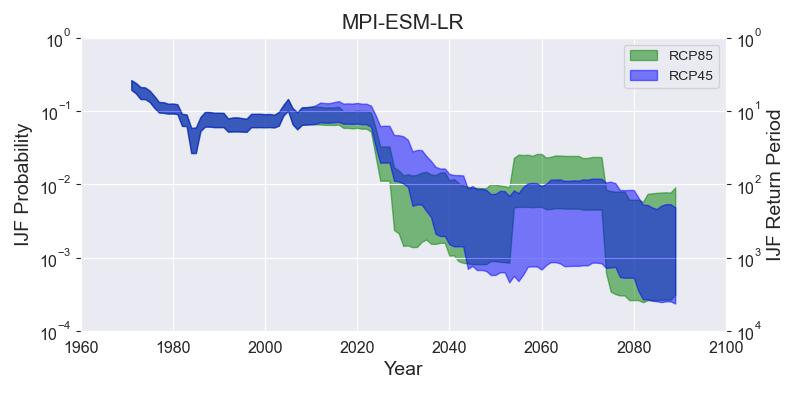 MPI-ESM-LR
10^0
10^-1
10^-2
10^-3
10^-4
IJF Probability
RCP85
RCP45
10^0
10^1
10^2
10^3
10^4
IJF Return Period
1960 1980 2000 2020 2040 2060 2080 2100
Year